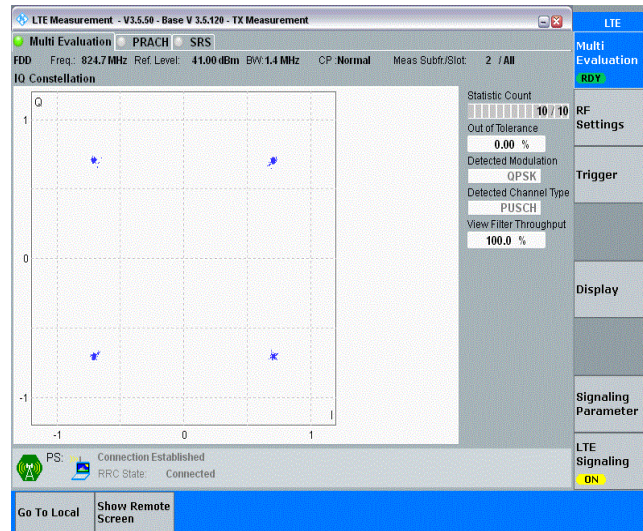 LTE Measurement - V3.5.50 - Base V 3.5.120 - TX Measurement
LTE
Multi Evaluation PRACH SRS
Multi
Evaluation
RDY
FDD Freq.: 824.7 MHz Ref. Level: 41.00 dBm BW: 1.4 MHz CP :Normal Meas Subfr./Slot: 2 / All
IQ Constellation
Q
1
0
-1
-1 0 1
I
Statistic Count
10 / 10
Out of Tolerance
0.00 %
Detected Modulation
QPSK
Detected Channel Type
PUSCH
View Filter Throughput
100.0 %
RF
Settings
Trigger
Display
Signaling
Parameter
LTE
Signaling
ON
PS: Connection Established
RRC State: Connected
Go To Local
Show Remote
Screen